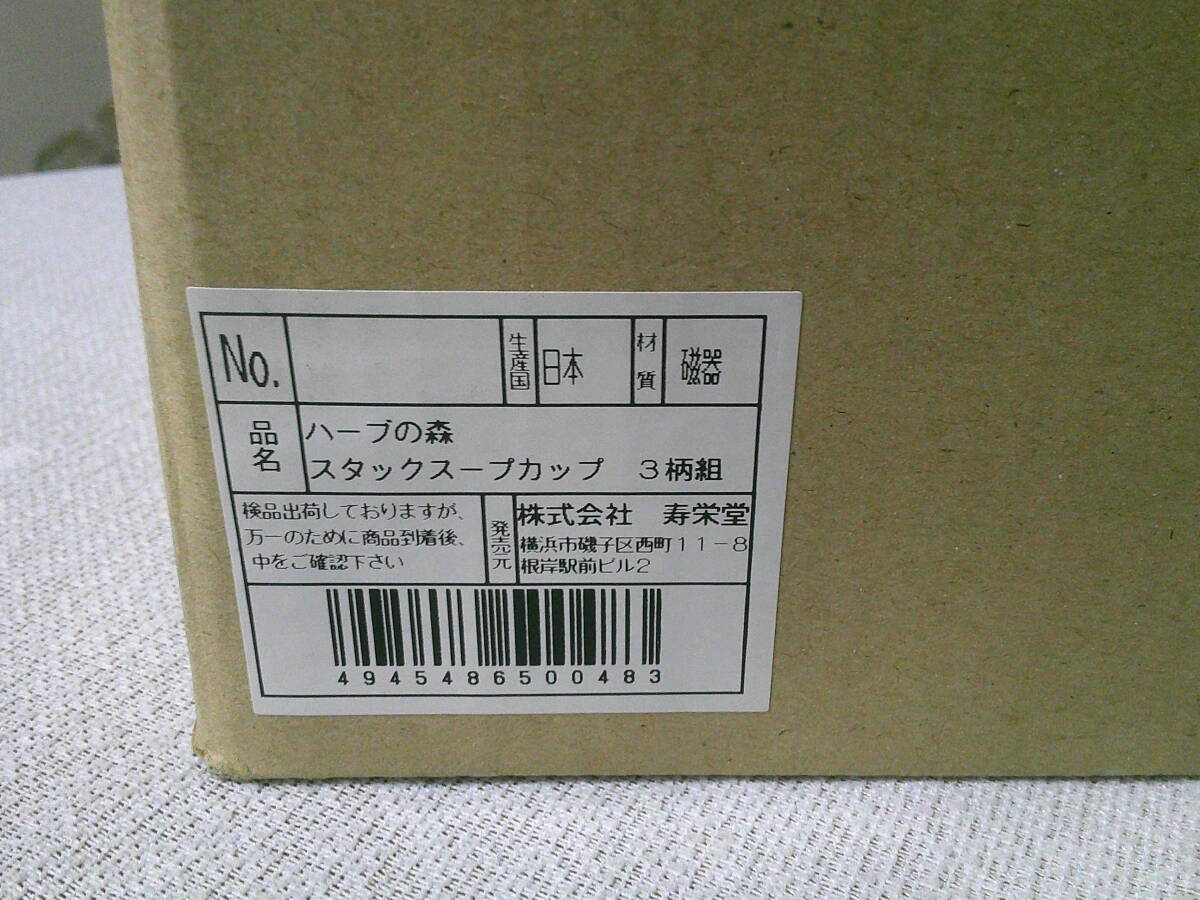 No.
生産国
日本
材質
磁器
品名
ハーブの森
スタックスープカップ 3柄組
検品出荷しておりますが、
万一のために商品到着後、
中をご確認下さい
発売元
株式会社 寿栄堂
横浜市磯子区西町11-8
根岸駅前ビル2
4945486500483